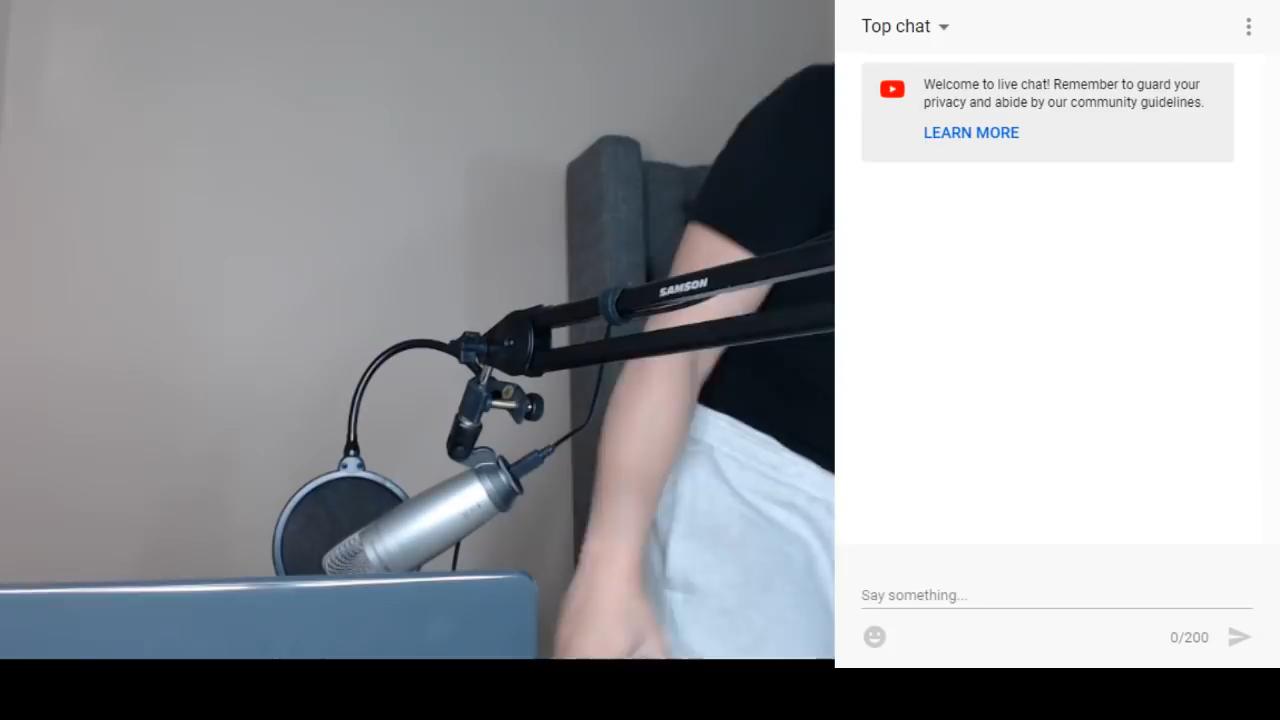 Top chat
Welcome to live chat! Remember to guard your
privacy and abide by our community guidelines.
LEARN MORE
SAMSON
Say something...
0/200